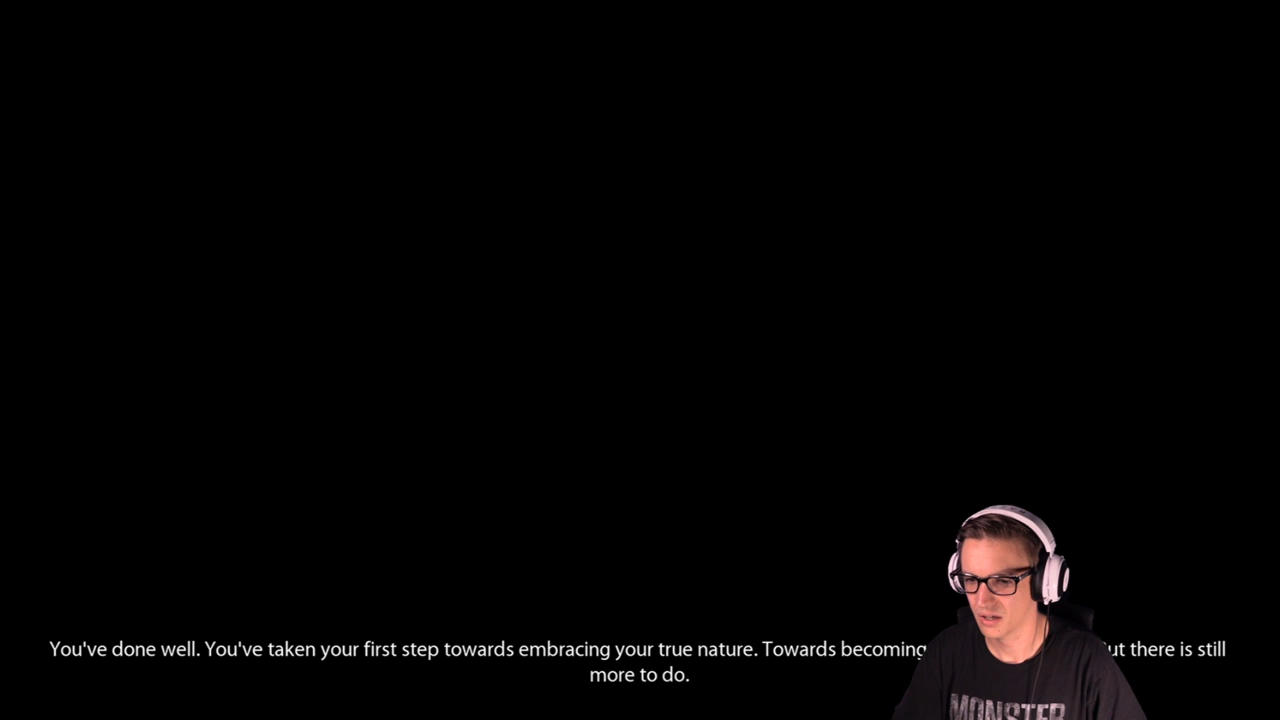 You've done well. You've taken your first step towards embracing your true nature. Towards becoming ut there is still
more to do.
MONSTER